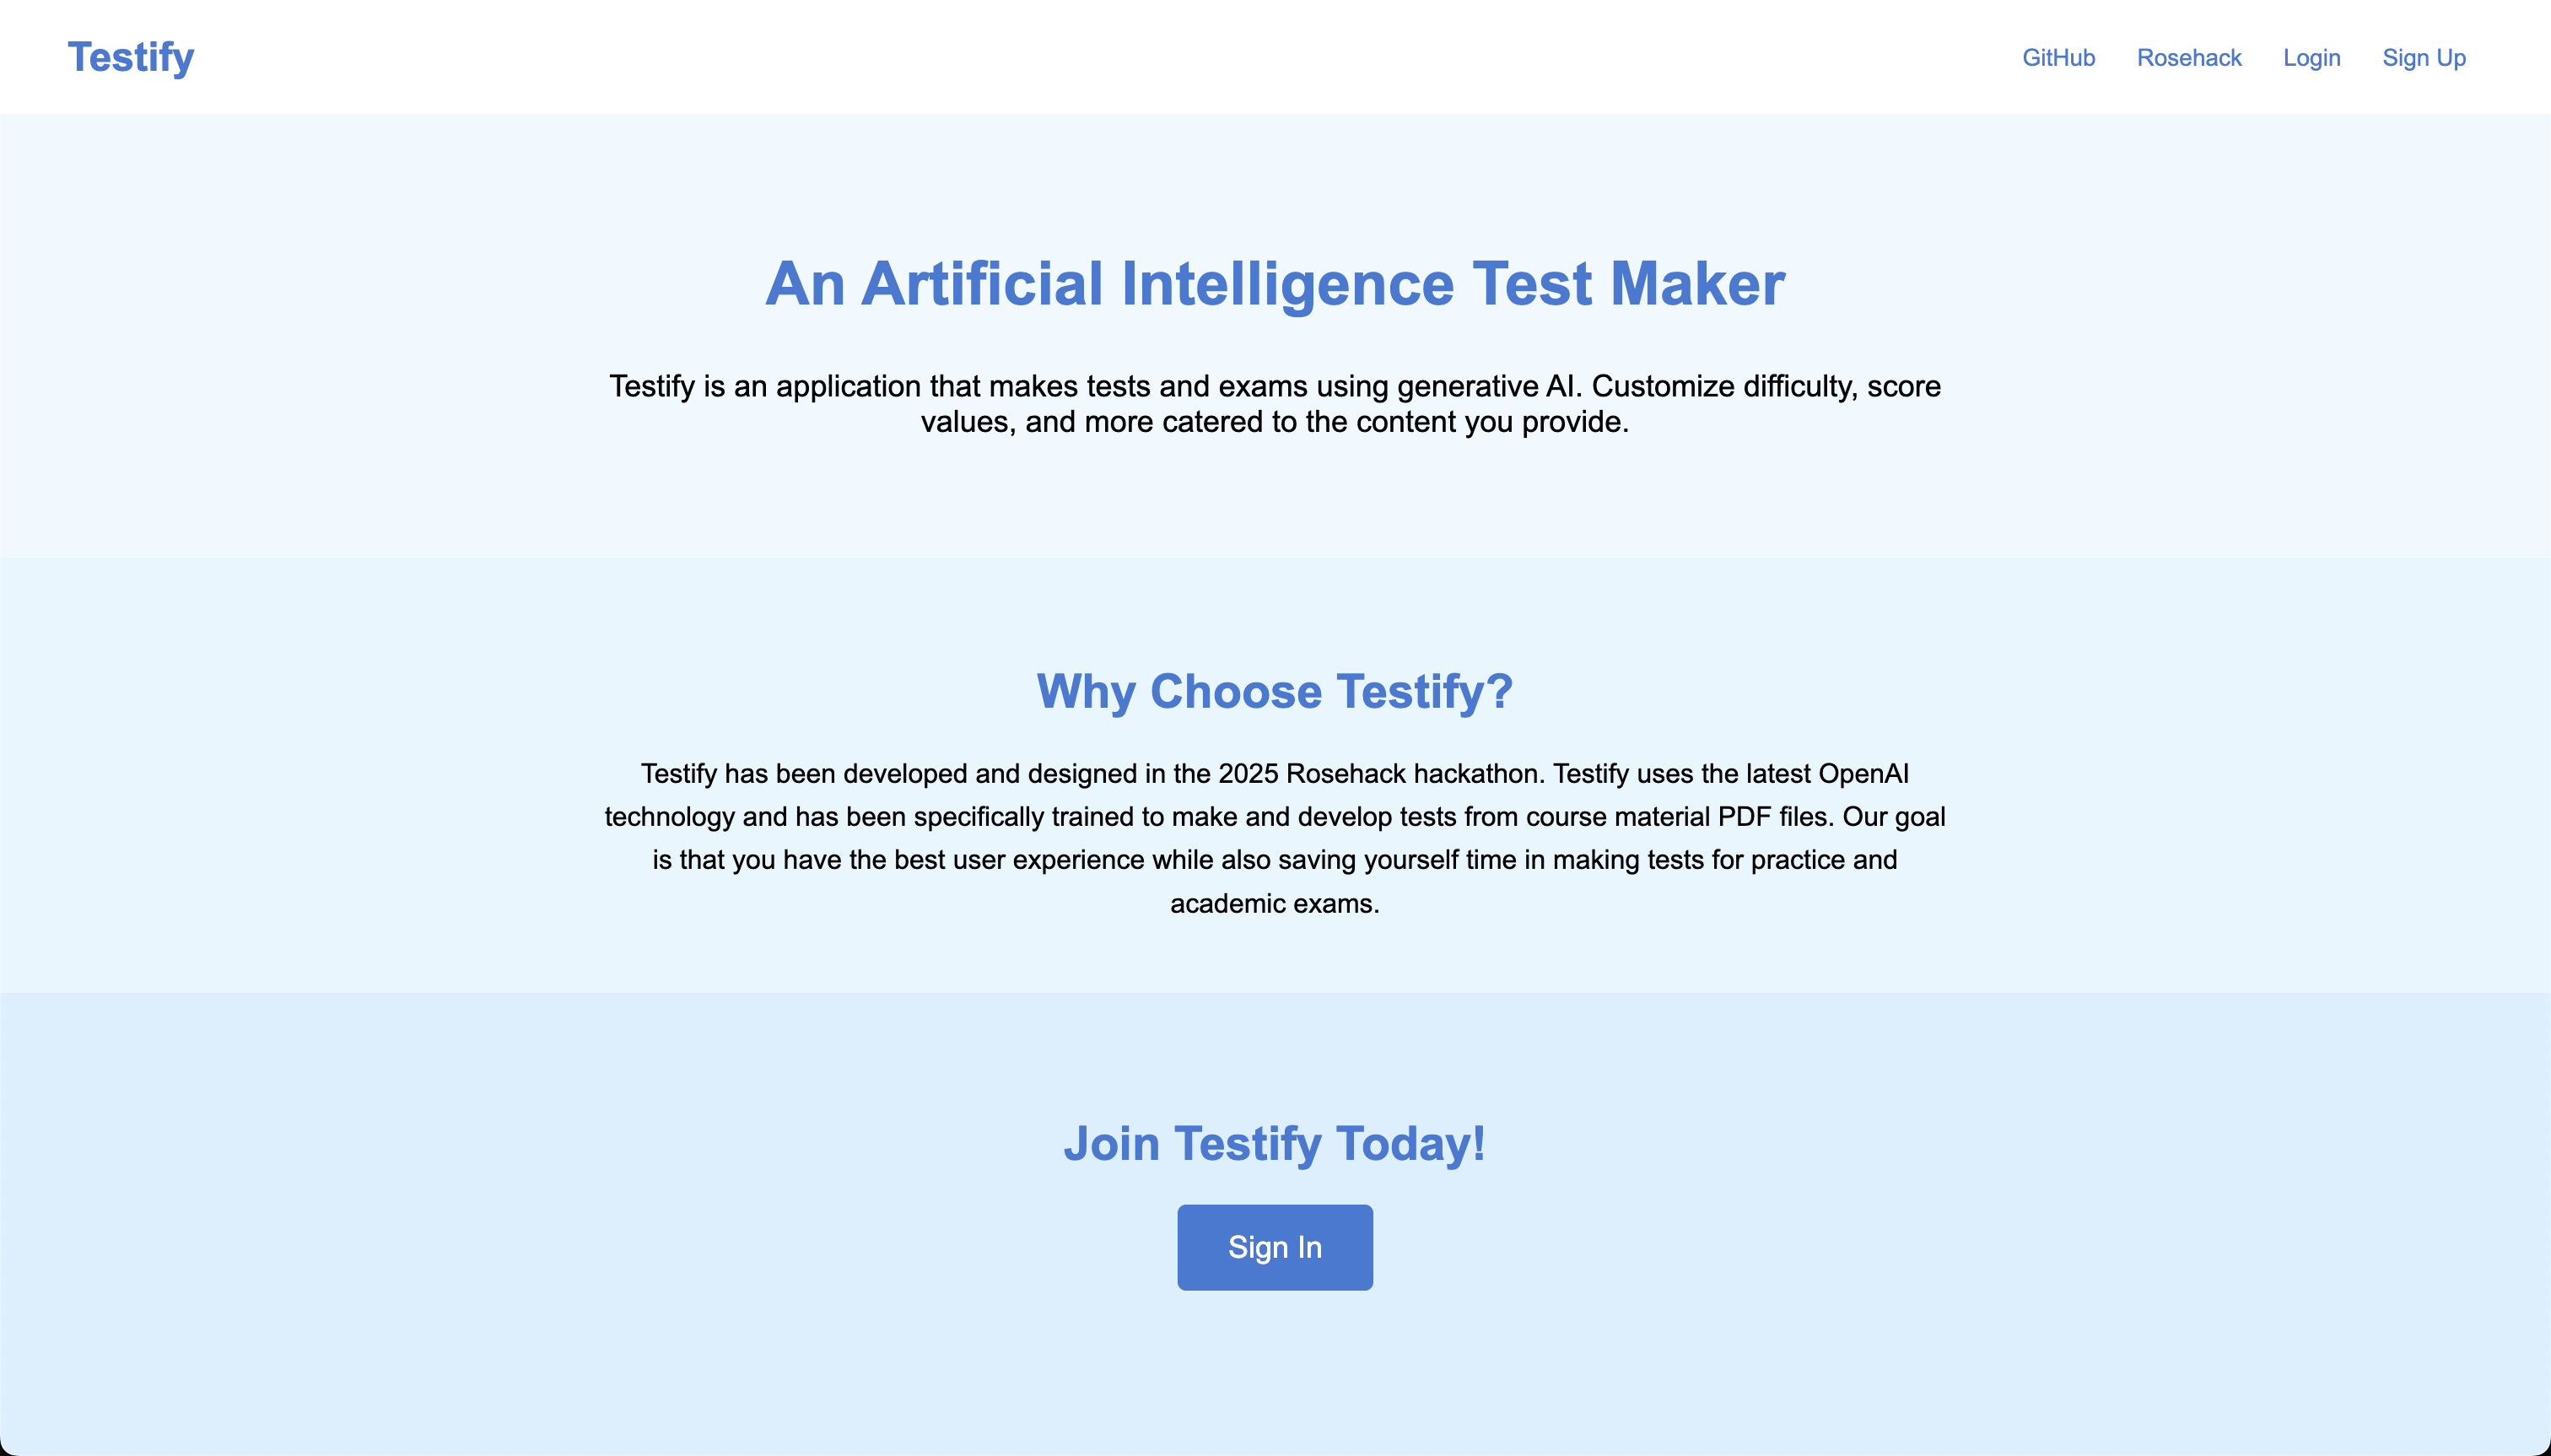 Testify
GitHub Rosehack Login Sign Up
An Artificial Intelligence Test Maker
Testify is an application that makes tests and exams using generative AI. Customize difficulty, score
values, and more catered to the content you provide.
Why Choose Testify?
Testify has been developed and designed in the 2025 Rosehack hackathon. Testify uses the latest OpenAI
technology and has been specifically trained to make and develop tests from course material PDF files. Our goal
is that you have the best user experience while also saving yourself time in making tests for practice and
academic exams.
Join Testify Today!
Sign In